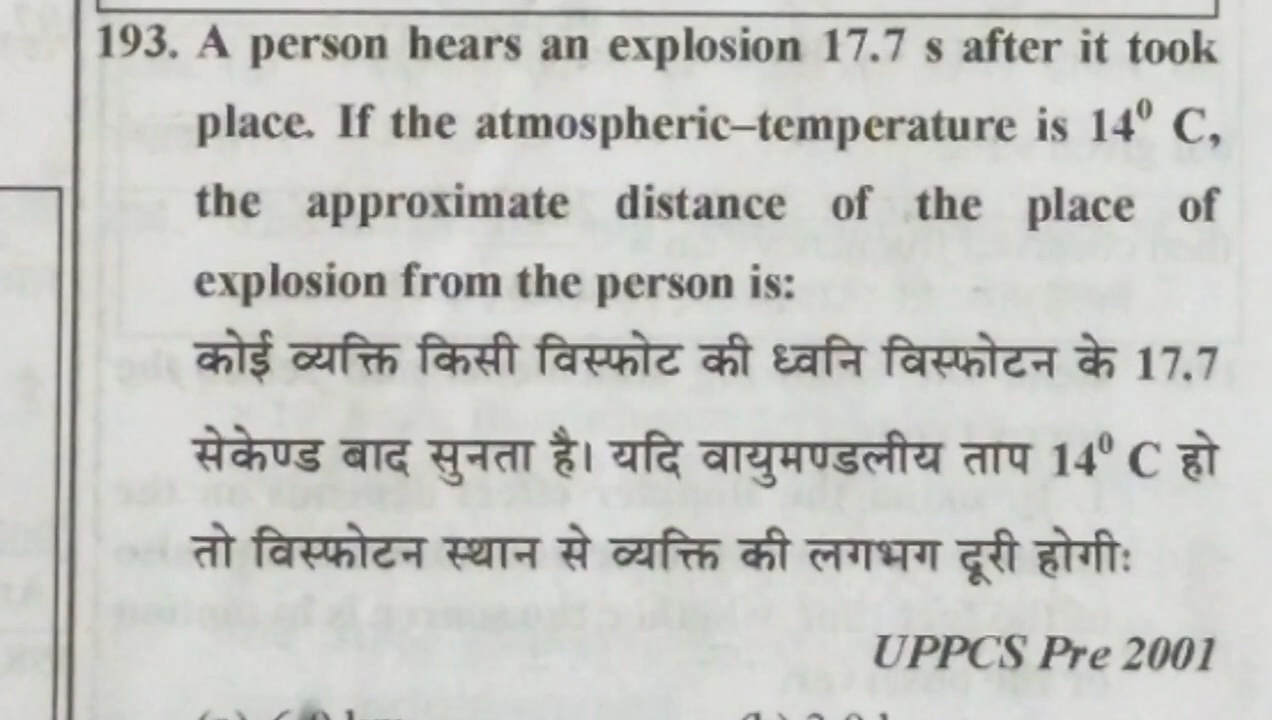 193. A person hears an explosion 17.7 s after it took
place. If the atmospheric–temperature is 14⁰ C,
the approximate distance of the place of
explosion from the person is:
कोई व्यक्ति किसी विस्फोट की ध्वनि विस्फोटन के 17.7
सेकेण्ड बाद सुनता है। यदि वायुमण्डलीय ताप 14⁰ C हो
तो विस्फोटन स्थान से व्यक्ति की लगभग दूरी होगीः
UPPCS Pre 2001